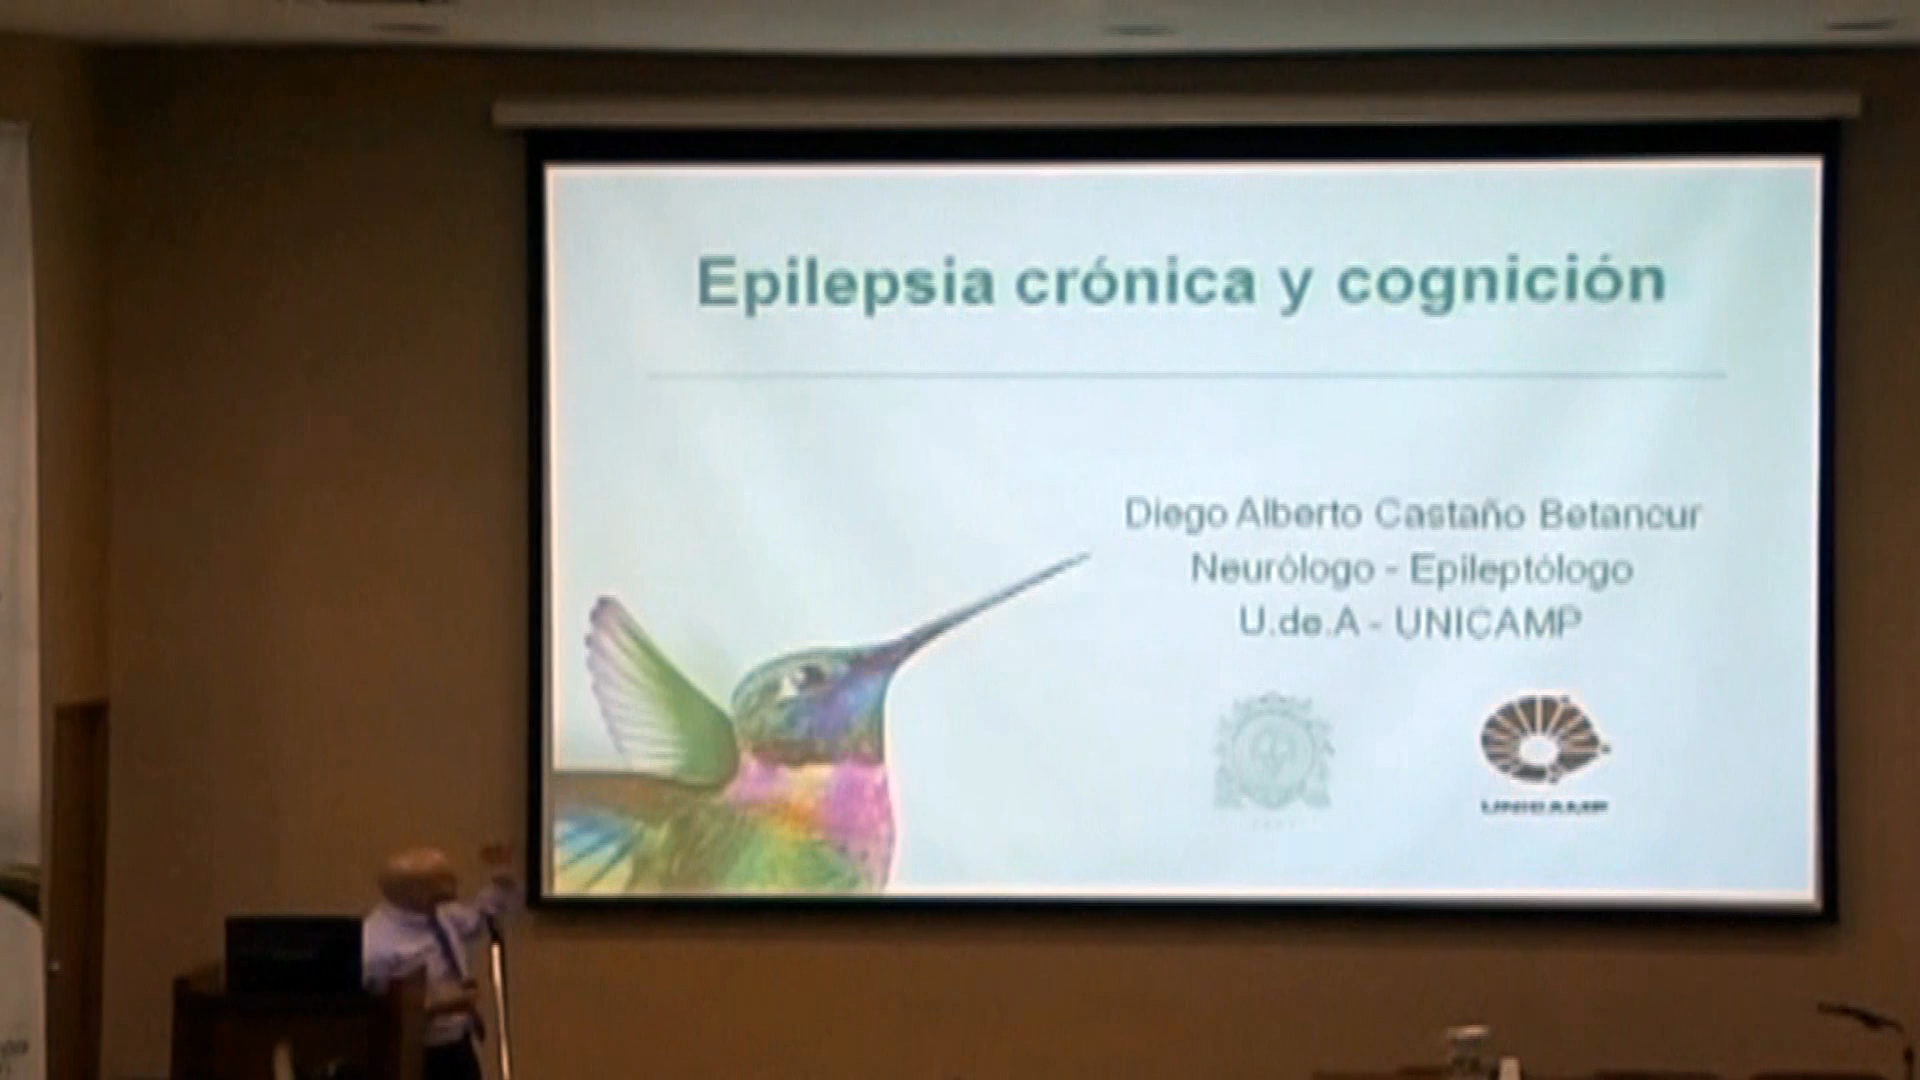 Epilepsia crónica y cognición
Diego Alberto Castaño Betancur
Neurólogo - Epileptólogo
U.de.A - UNICAMP
UNICAMP